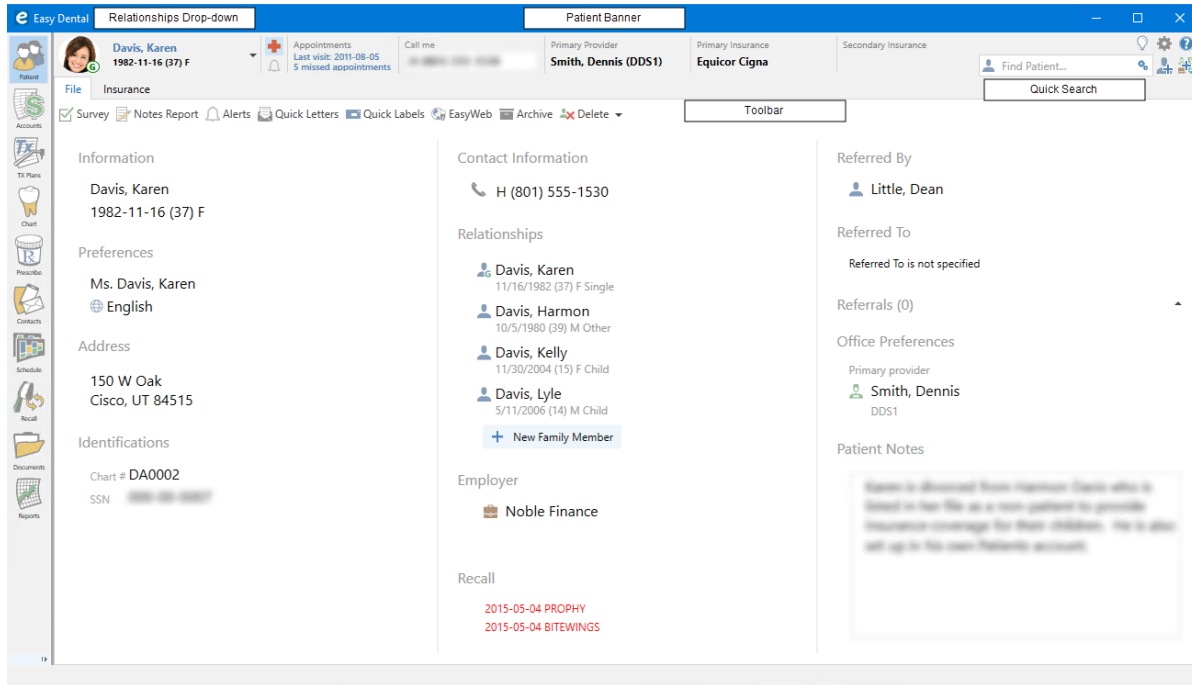 Easy Dental
Relationships Drop-down
Patient Banner
Davis, Karen
1982-11-16 (37) F
G
Appointments
Last visit: 2011-08-05
5 missed appointments
Call me
Primary Provider
Smith, Dennis (DDS1)
Primary Insurance
Equicor Cigna
Secondary Insurance
Find Patient...
Quick Search
File Insurance
Survey Notes Report Alerts Quick Letters Quick Labels EasyWeb Archive Delete
Toolbar
Patient
Accounts
TX Plans
Chart
Prescribe
Contacts
Schedule
Recall
Documents
Reports
Information
Davis, Karen
1982-11-16 (37) F
Preferences
Ms. Davis, Karen
English
Address
150 W Oak
Cisco, UT 84515
Identifications
Chart # DA0002
SSN
Contact Information
H (801) 555-1530
Relationships
Davis, Karen
11/16/1982 (37) F Single
Davis, Harmon
10/5/1980 (39) M Other
Davis, Kelly
11/30/2004 (15) F Child
Davis, Lyle
5/11/2006 (14) M Child
+ New Family Member
Employer
Noble Finance
Recall
2015-05-04 PROPHY
2015-05-04 BITEWINGS
Referred By
Little, Dean
Referred To
Referred To is not specified
Referrals (0)
Office Preferences
Primary provider
Smith, Dennis
DDS1
Patient Notes